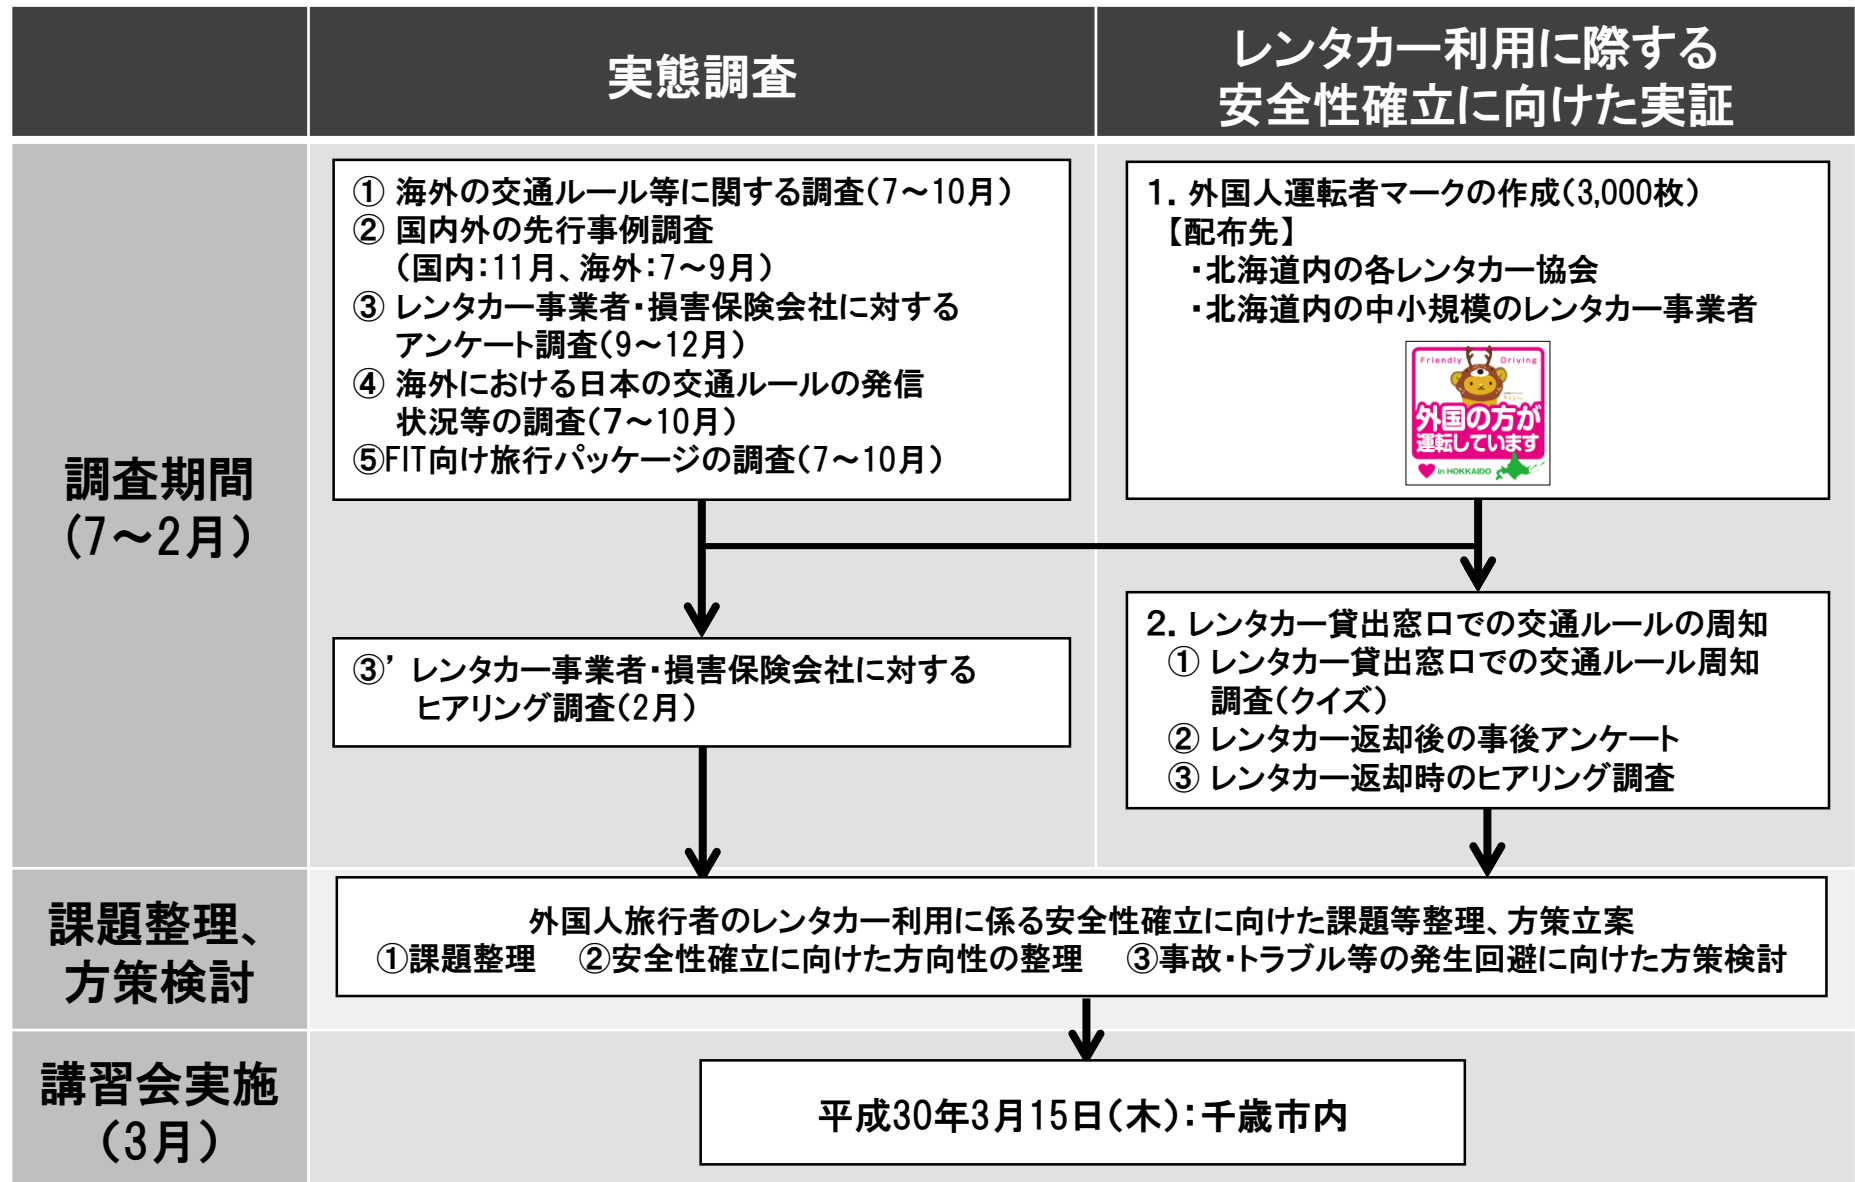 実態調査
レンタカー利用に際する
安全性確立に向けた実証
調査期間
(7～2月)
① 海外の交通ルール等に関する調査(7～10月)
② 国内外の先行事例調査
(国内：11月、海外：7～9月)
③ レンタカー事業者・損害保険会社に対する
アンケート調査(9～12月)
④ 海外における日本の交通ルールの発信
状況等の調査(7～10月)
⑤FIT向け旅行パッケージの調査(7～10月)
1．外国人運転者マークの作成(3,000枚)
【配布先】
・北海道内の各レンタカー協会
・北海道内の中小規模のレンタカー事業者
Friendly Driving
外国の方が
運転しています
in HOKKAIDO
③’ レンタカー事業者・損害保険会社に対する
ヒアリング調査(2月)
2．レンタカー貸出窓口での交通ルールの周知
① レンタカー貸出窓口での交通ルール周知
調査(クイズ)
② レンタカー返却後の事後アンケート
③ レンタカー返却時のヒアリング調査
課題整理、
方策検討
外国人旅行者のレンタカー利用に係る安全性確立に向けた課題等整理、方策立案
①課題整理 ②安全性確立に向けた方向性の整理 ③事故・トラブル等の発生回避に向けた方策検討
講習会実施
(3月)
平成30年3月15日(木)：千歳市内